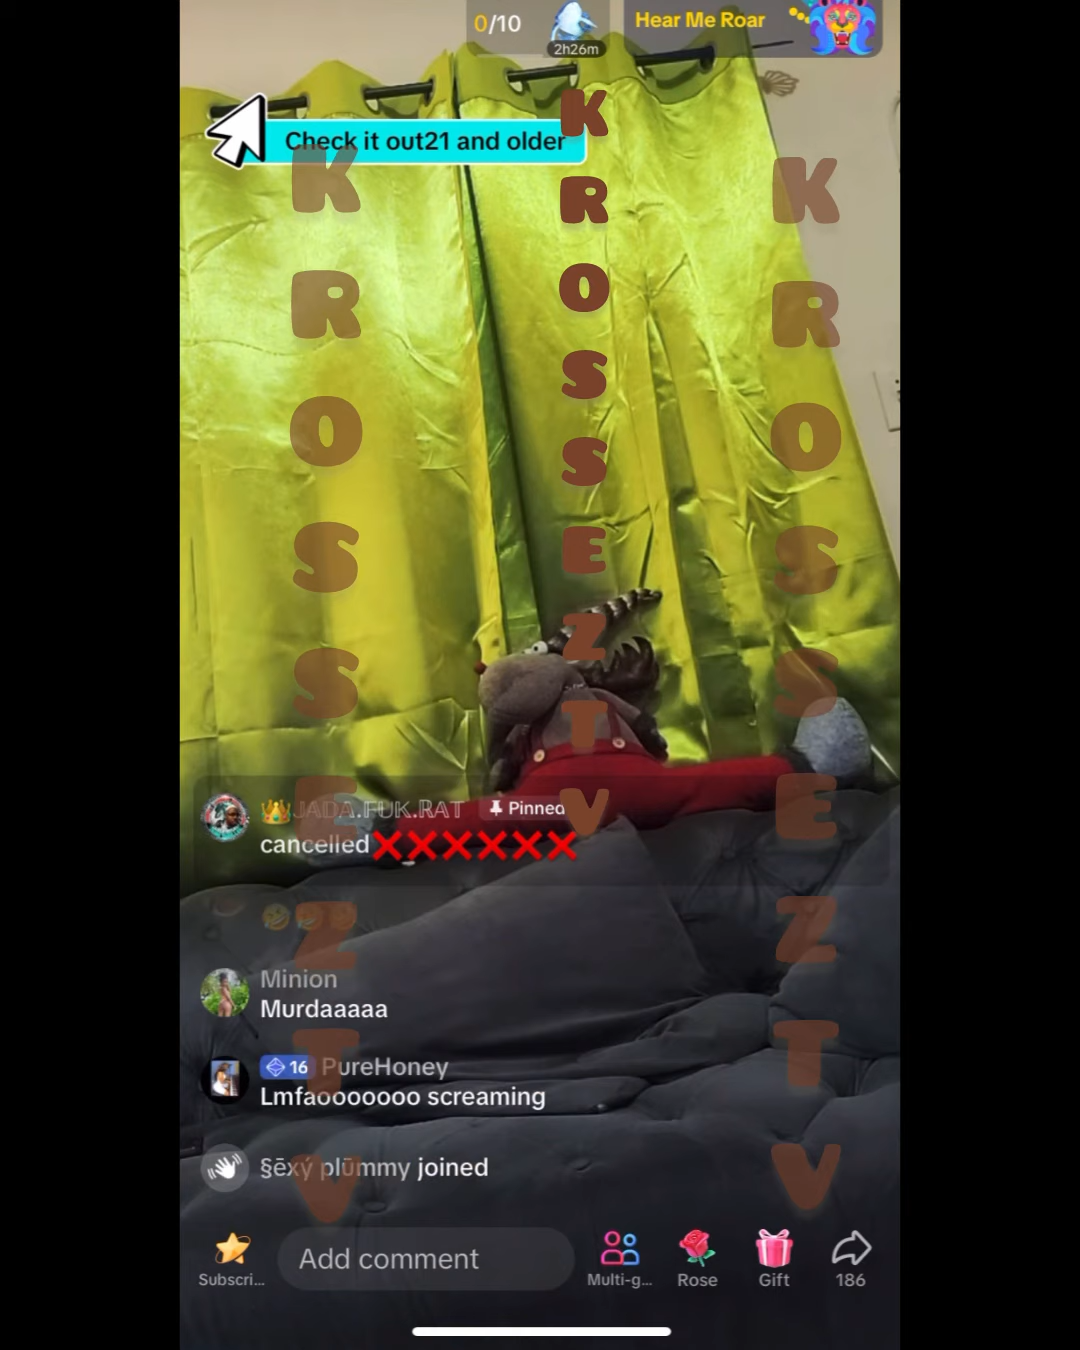 0/10
2h26m
Hear Me Roar
Check it out21 and older
KROSSEZTV
KROSSEZTV
KROSSEZTV
JADA.FUK.RAT Pinned
cancelled❌❌❌❌❌❌
🤣🤣🤣
Minion
Murdaaaaa
16 PureHoney
Lmfaooooooo screaming
§ēxý plūmmy joined
Add comment
Subscri...
Multi-g...
Rose
Gift
186